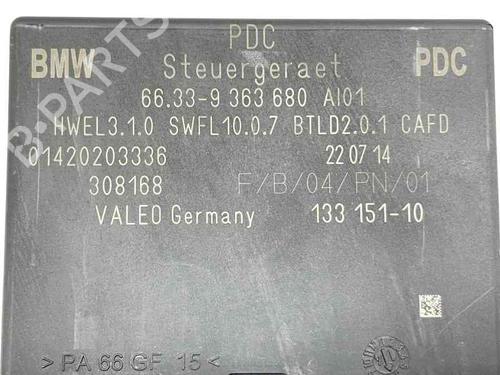 PDC
BMW Steuergeraet PDC
66.33-9 363 680 AI01
HWEL3.1.0 SWFL10.0.7 BTLD2.0.1 CAFD
01420203336 22.07.14
308168 F/B/04/PN/01
VALEO Germany 133 151-10
>PA 66 GF 15<
B-PARTS